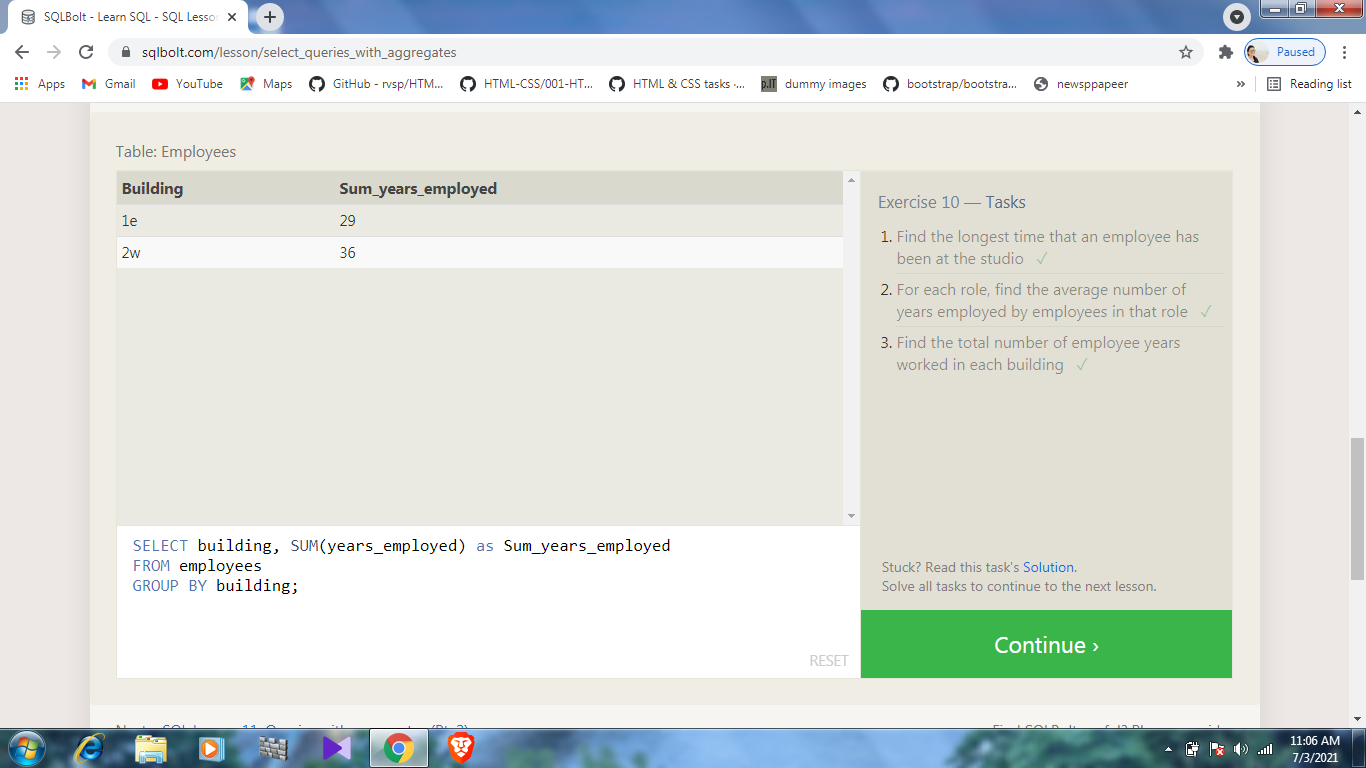 SQLBolt - Learn SQL - SQL Lesso
sqlbolt.com/lesson/select_queries_with_aggregates
Paused
Apps
Gmail
YouTube
Maps
GitHub - rvsp/HTM...
HTML-CSS/001-HT...
HTML & CSS tasks ·...
p.IT
dummy images
bootstrap/bootstra...
newsppapeer
»
Reading list
Table: Employees
Building Sum_years_employed
1e 29
2w 36
Exercise 10 — Tasks
1. Find the longest time that an employee has
been at the studio ✓
2. For each role, find the average number of
years employed by employees in that role ✓
3. Find the total number of employee years
worked in each building ✓
SELECT building, SUM(years_employed) as Sum_years_employed
FROM employees
GROUP BY building;
RESET
Stuck? Read this task's Solution.
Solve all tasks to continue to the next lesson.
Continue ›
11:06 AM
7/3/2021